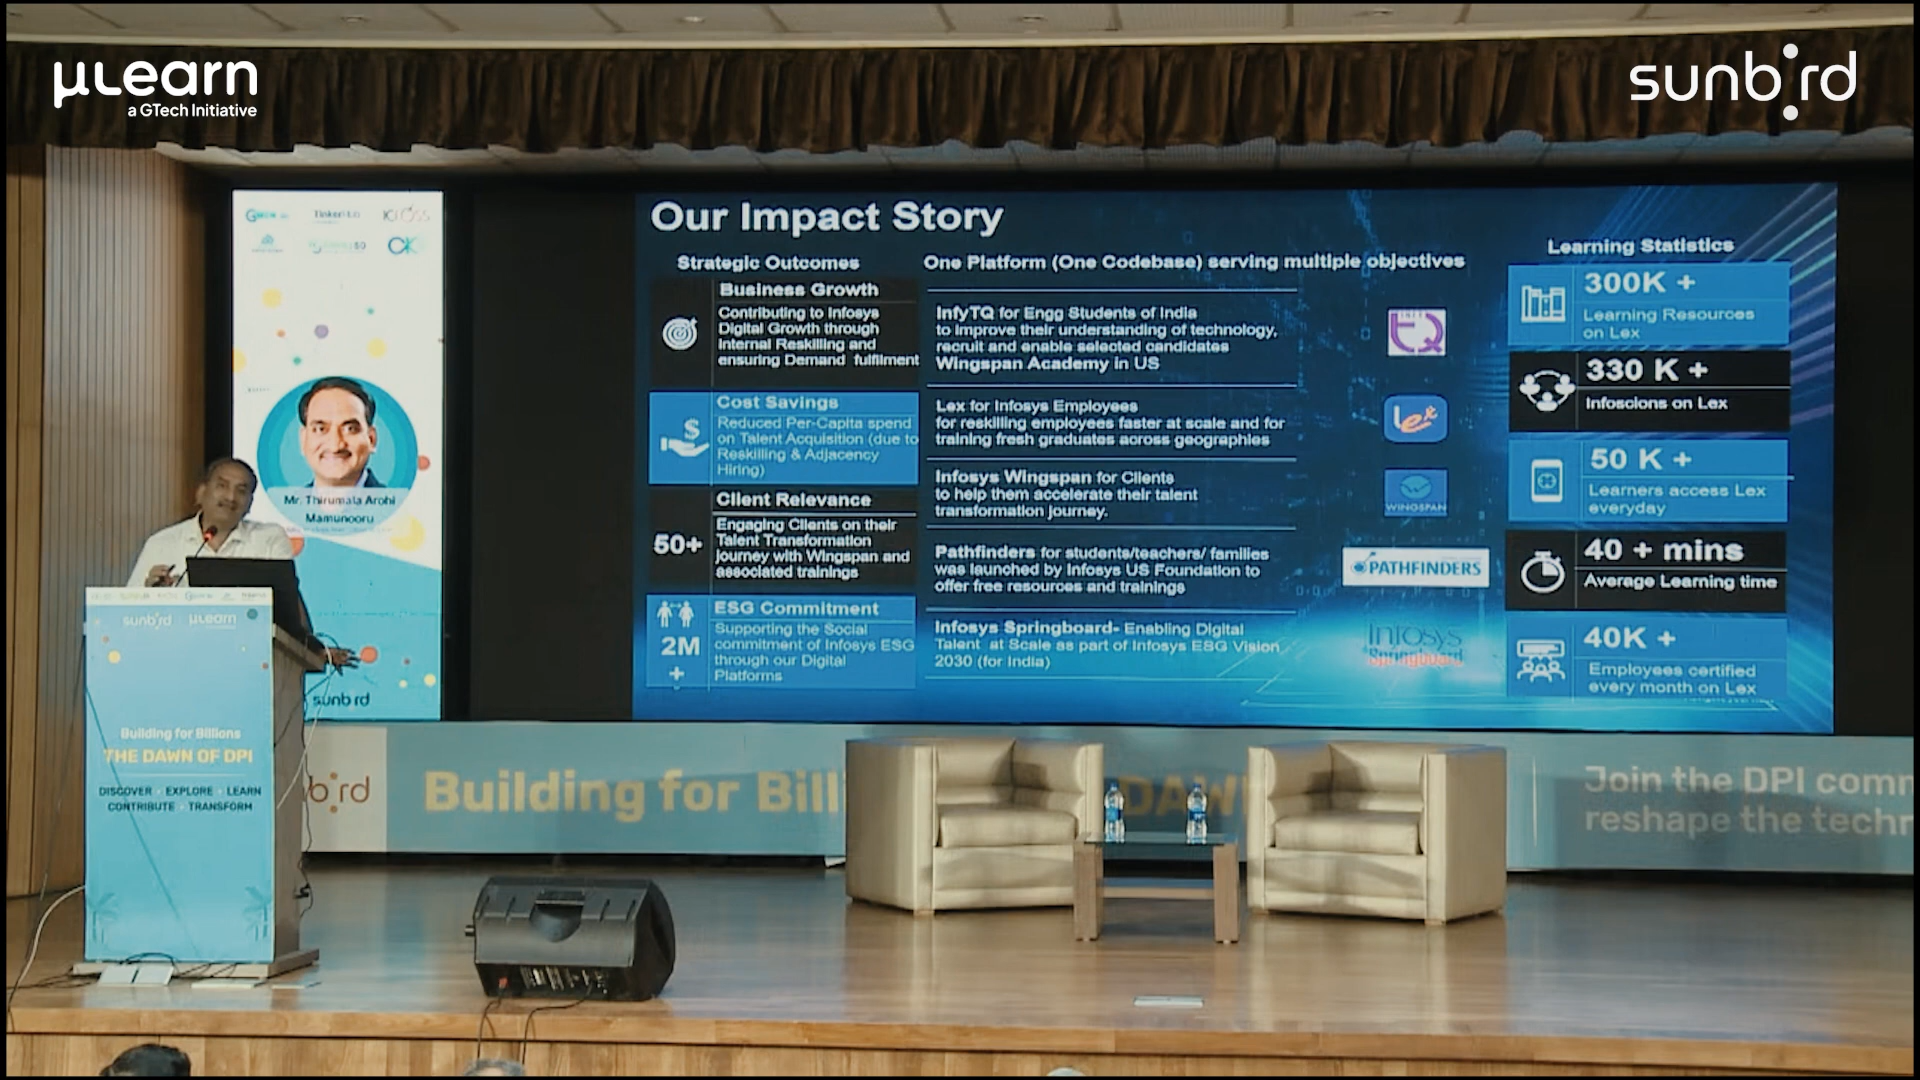 μLearn
a GTech Initiative
sunbird
TinkerHub
Mr. Thirumala Arohi
Mamunooru
sunbird
Our Impact Story
Strategic Outcomes
Business Growth
Contributing to Infosys
Digital Growth through
Internal Reskilling and
ensuring Demand fulfilment
Cost Savings
Reduced Per-Capita spend
on Talent Acquisition (due to
Reskilling & Adjacency
Hiring)
Client Relevance
50+
Engaging Clients on their
Talent Transformation
journey with Wingspan and
associated trainings
ESG Commitment
2M
+
Supporting the Social
commitment of Infosys ESG
through our Digital
Platforms
One Platform (One Codebase) serving multiple objectives
InfyTQ for Engg Students of India
to improve their understanding of technology,
recruit and enable selected candidates
Wingspan Academy in US
Lex for Infosys Employees
for reskilling employees faster at scale and for
training fresh graduates across geographies
Lex
Infosys Wingspan for Clients
to help them accelerate their talent
transformation journey.
WINGSPAN
Pathfinders for students/teachers/ families
was launched by Infosys US Foundation to
offer free resources and trainings
PATHFINDERS
Infosys Springboard- Enabling Digital
Talent at Scale as part of Infosys ESG Vision
2030 (for India)
Infosys
Springboard
Learning Statistics
300K +
Learning Resources
on Lex
330 K +
Infoscions on Lex
50 K +
Learners access Lex
everyday
40 + mins
Average Learning time
40K +
Employees certified
every month on Lex
sunbird μLearn
Building for Billions
THE DAWN OF DPI
DISCOVER EXPLORE LEARN
CONTRIBUTE TRANSFORM
bird
Building for Bill
DAW
Join the DPI comm
reshape the techn